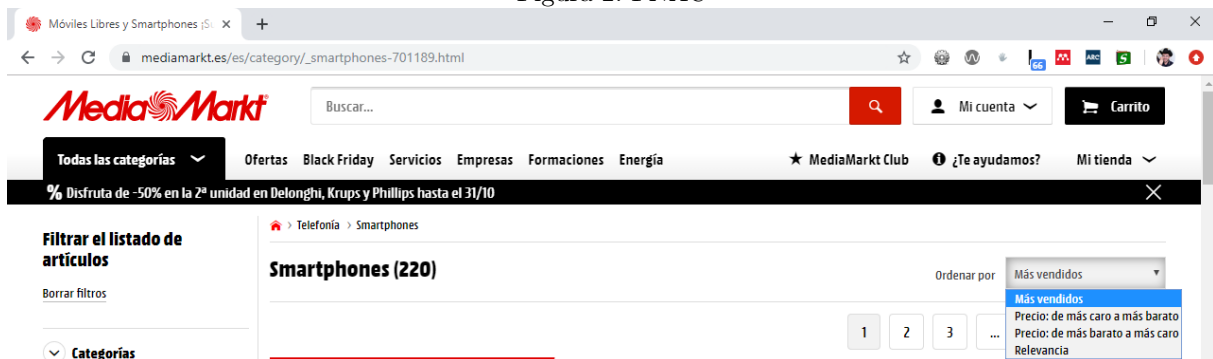 Móviles Libres y Smartphones ¡S
mediamarkt.es/es/category/_smartphones-701189.html
66
ARC
S
MediaMarkt
Buscar...
Mi cuenta
Carrito
Todas las categorías
Ofertas Black Friday Servicios Empresas Formaciones Energía
MediaMarkt Club
¿Te ayudamos?
Mi tienda
% Disfruta de -50% en la 2ª unidad en Delonghi, Krups y Phillips hasta el 31/10
Filtrar el listado de
artículos
Borrar filtros
Categorías
> Telefonía > Smartphones
Smartphones (220)
Ordenar por
Más vendidos
Más vendidos
Precio: de más caro a más barato
Precio: de más barato a más caro
Relevancia
1 2 3 ...